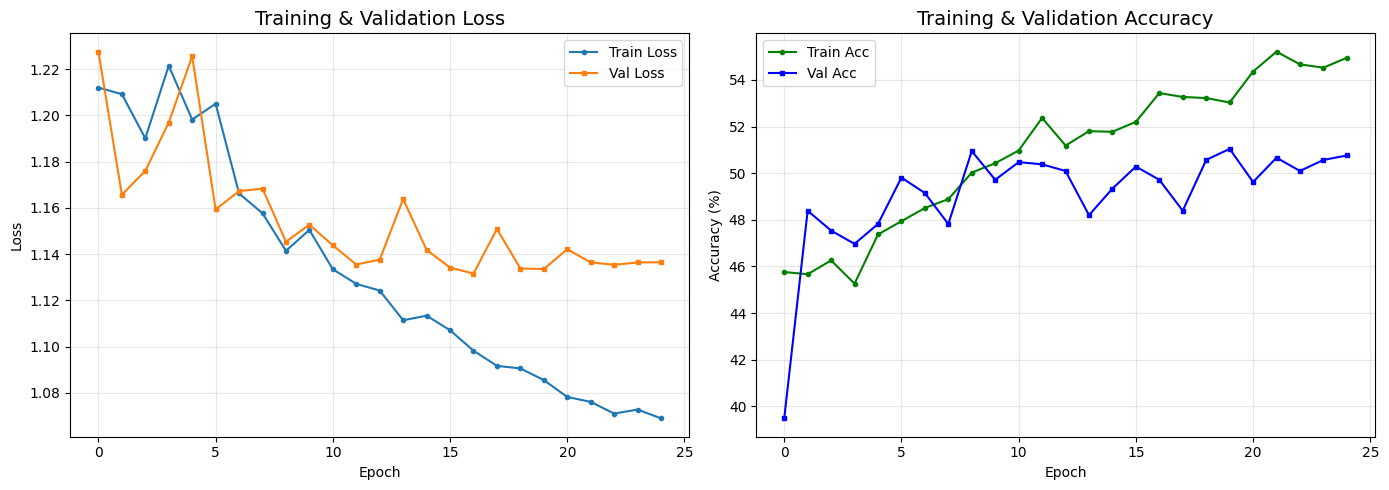 Training & Validation Loss
1.22
1.20
1.18
1.16
1.14
1.12
1.10
1.08
Loss
Train Loss
Val Loss
0 5 10 15 20 25
Epoch
Training & Validation Accuracy
54
52
50
48
46
44
42
40
Accuracy (%)
Train Acc
Val Acc
0 5 10 15 20 25
Epoch